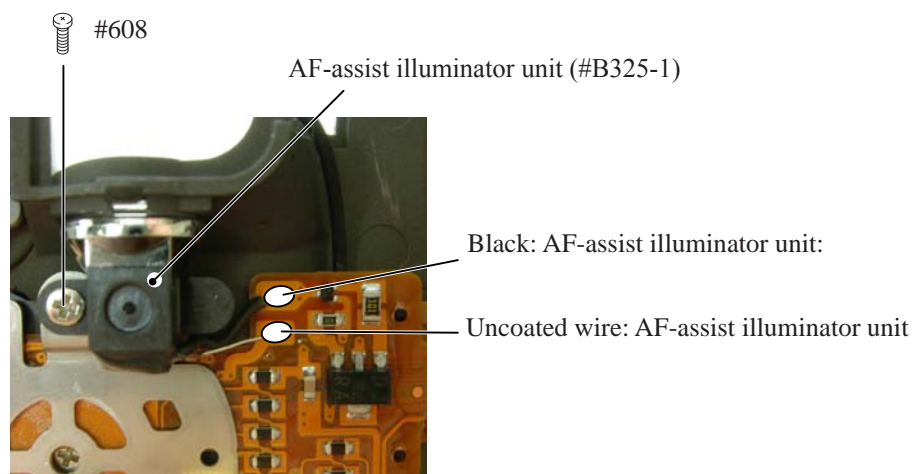 #608
AF-assist illuminator unit (#B325-1)
Black: AF-assist illuminator unit:
Uncoated wire: AF-assist illuminator unit